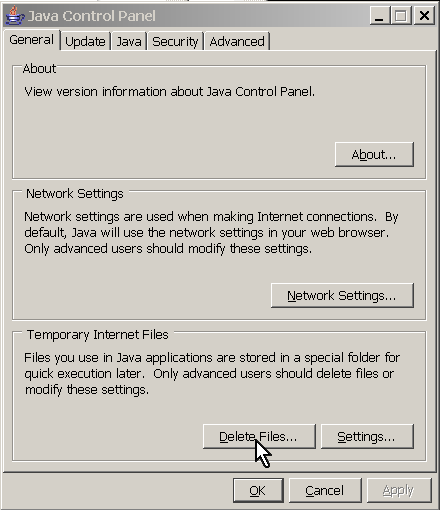 Java Control Panel
General Update Java Security Advanced
About
View version information about Java Control Panel.
About...
Network Settings
Network settings are used when making Internet connections. By
default, Java will use the network settings in your web browser.
Only advanced users should modify these settings.
Network Settings...
Temporary Internet Files
Files you use in Java applications are stored in a special folder for
quick execution later. Only advanced users should delete files or
modify these settings.
Delete Files... Settings...
OK Cancel Apply